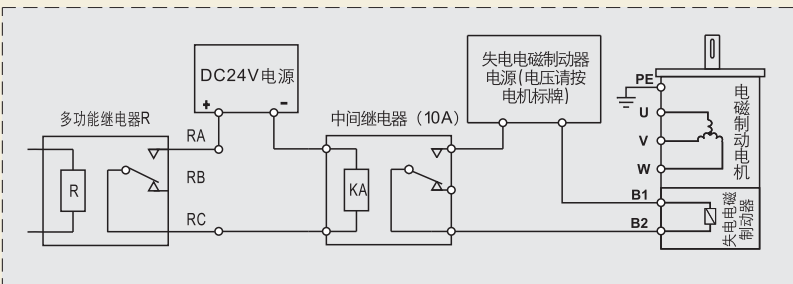 DC24V电源
+
-
失电电磁制动器
电源(电压请按
电机标牌)
多功能继电器R
中间继电器（10A）
RA
RB
RC
R
KA
PE
U
V
W
B1
B2
电磁制动电机
失电电磁
制动器